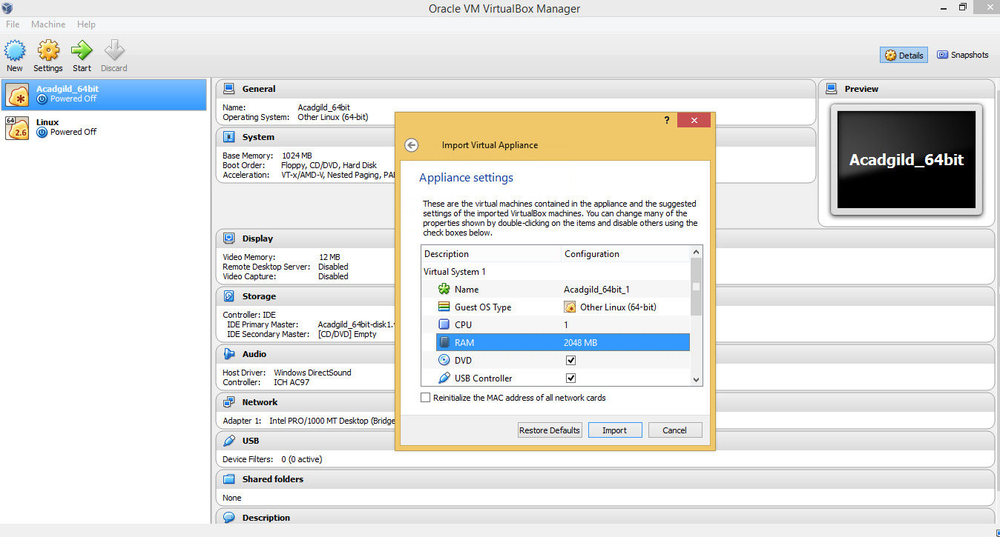 Oracle VM VirtualBox Manager
File Machine Help
New Settings Start Discard
Details Snapshots
Acadgild_64bit
Powered Off
64
2.6
Linux
Powered Off
General
Name: Acadgild_64bit
Operating System: Other Linux (64-bit)
System
Base Memory: 1024 MB
Boot Order: Floppy, CD/DVD, Hard Disk
Acceleration: VT-x/AMD-V, Nested Paging, PA
Preview
Acadgild_64bit
Display
Video Memory: 12 MB
Remote Desktop Server: Disabled
Video Capture: Disabled
Storage
Controller: IDE
IDE Primary Master: Acadgild_64bit-disk1.
IDE Secondary Master: [CD/DVD] Empty
Audio
Host Driver: Windows DirectSound
Controller: ICH AC97
Network
Adapter 1: Intel PRO/1000 MT Desktop (Bridge
USB
Device Filters: 0 (0 active)
Shared folders
None
Description
?
Import Virtual Appliance
Appliance settings
These are the virtual machines contained in the appliance and the suggested
settings of the imported VirtualBox machines. You can change many of the
properties shown by double-clicking on the items and disable others using the
check boxes below.
Description Configuration
Virtual System 1
Name Acadgild_64bit_1
Guest OS Type Other Linux (64-bit)
CPU 1
RAM 2048 MB
DVD
USB Controller
Reinitialize the MAC address of all network cards
Restore Defaults Import Cancel